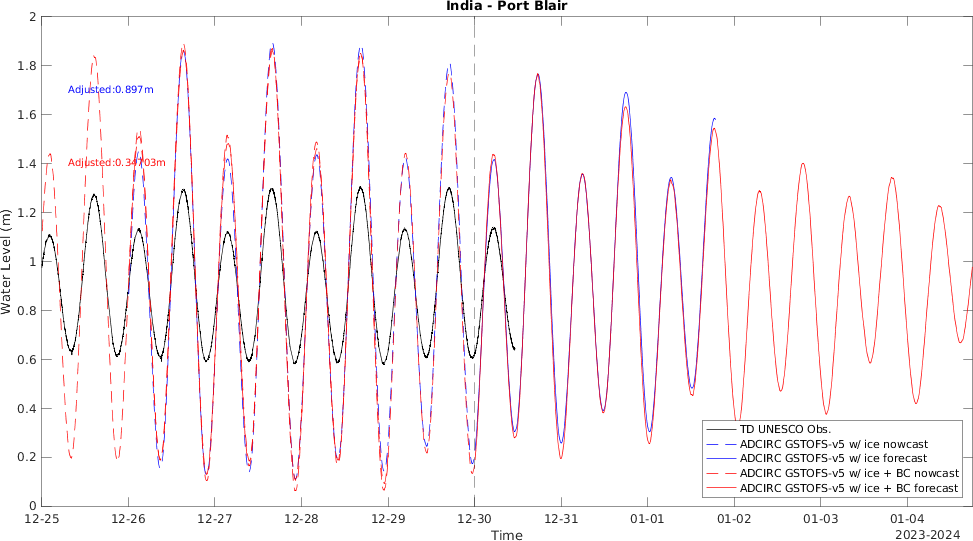 India - Port Blair
2
1.8
1.6
1.4
1.2
1
0.8
0.6
0.4
0.2
0
Water Level (m)
Adjusted:0.897m
Adjusted:0.34703m
TD UNESCO Obs.
ADCIRC GSTOFS-v5 w/ ice nowcast
ADCIRC GSTOFS-v5 w/ ice forecast
ADCIRC GSTOFS-v5 w/ ice + BC nowcast
ADCIRC GSTOFS-v5 w/ ice + BC forecast
12-25 12-26 12-27 12-28 12-29 12-30 12-31 01-01 01-02 01-03 01-04
Time
2023-2024